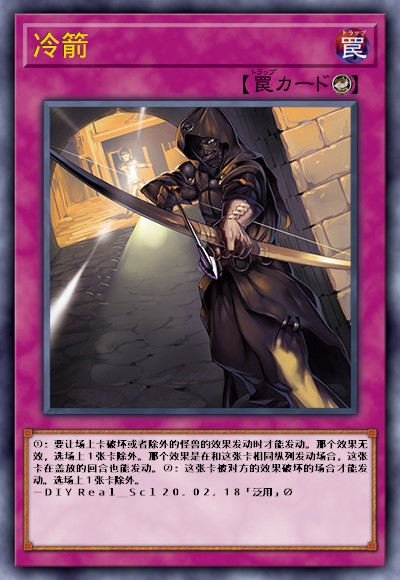 冷箭
トラップ
罠
トラップ
【罠カード】
①：要让场上卡破坏或者除外的怪兽的效果发动时才能发动。那个效果无
效，选场上１张卡除外。那个效果是在和这张卡相同纵列发动场合，这张
卡在盖放的回合也能发动。②：这张卡被对方的效果破坏的场合才能发
动。选场上１张卡除外。
－ＤＩＹＲｅａｌ＿Ｓｃｌ２０．０２．１８「泛用」∅